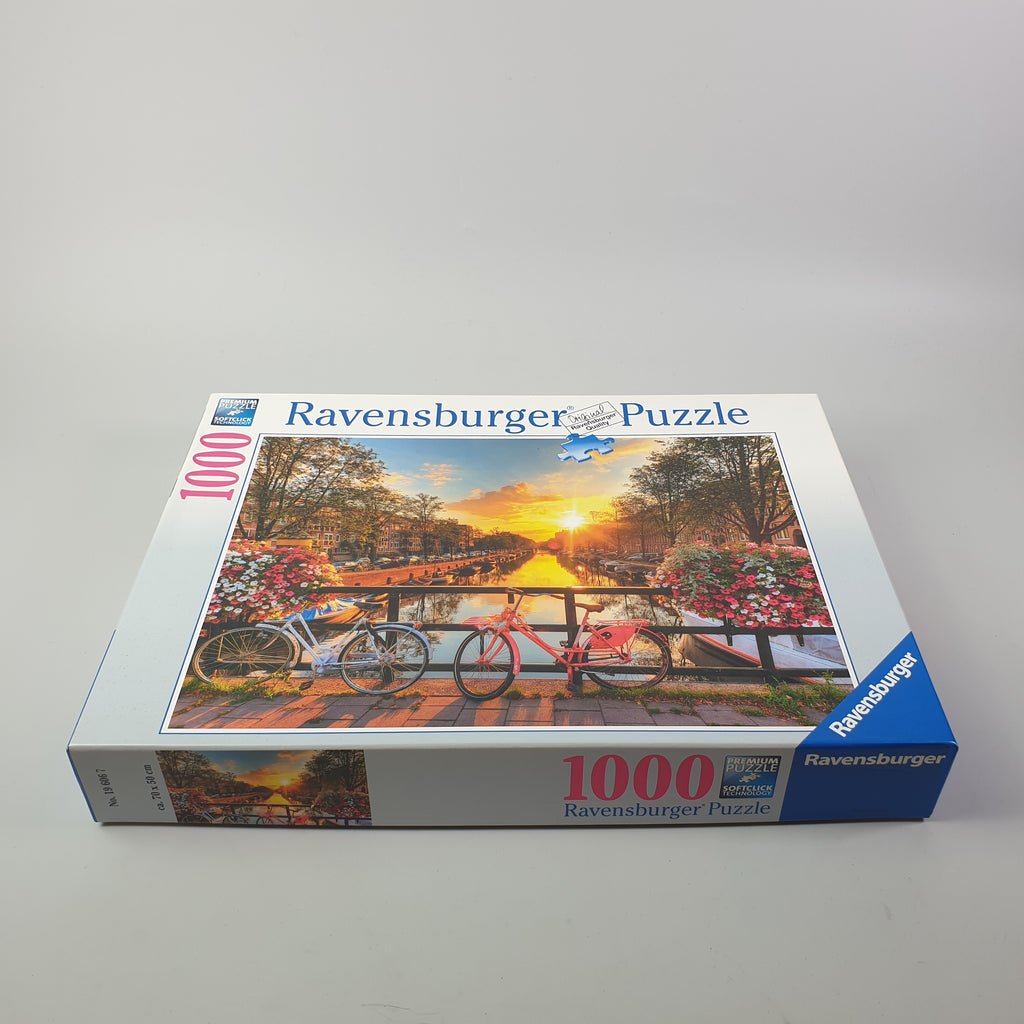 PREMIUM
PUZZLE
SOFTCLICK
TECHNOLOGY
Ravensburger® Puzzle
Original
Ravensburger
Quality
1000
Ravensburger
No. 19 606 7
ca. 70 x 50 cm
1000
PREMIUM
PUZZLE
SOFTCLICK
TECHNOLOGY
Ravensburger® Puzzle
Ravensburger